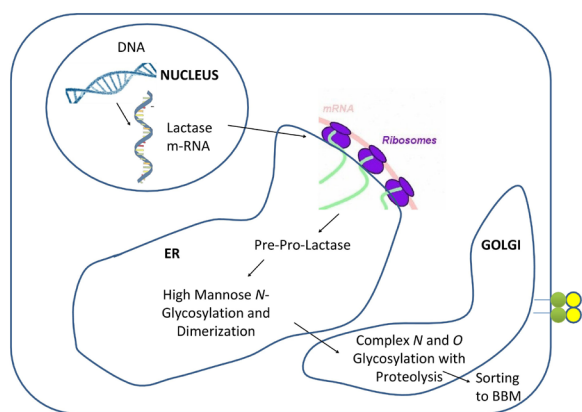 DNA
NUCLEUS
Lactase
m-RNA
mRNA
Ribosomes
Pre-Pro-Lactase
ER
GOLGI
High Mannose N-
Glycosylation and
Dimerization
Complex N and O
Glycosylation with
Proteolysis
Sorting
to BBM